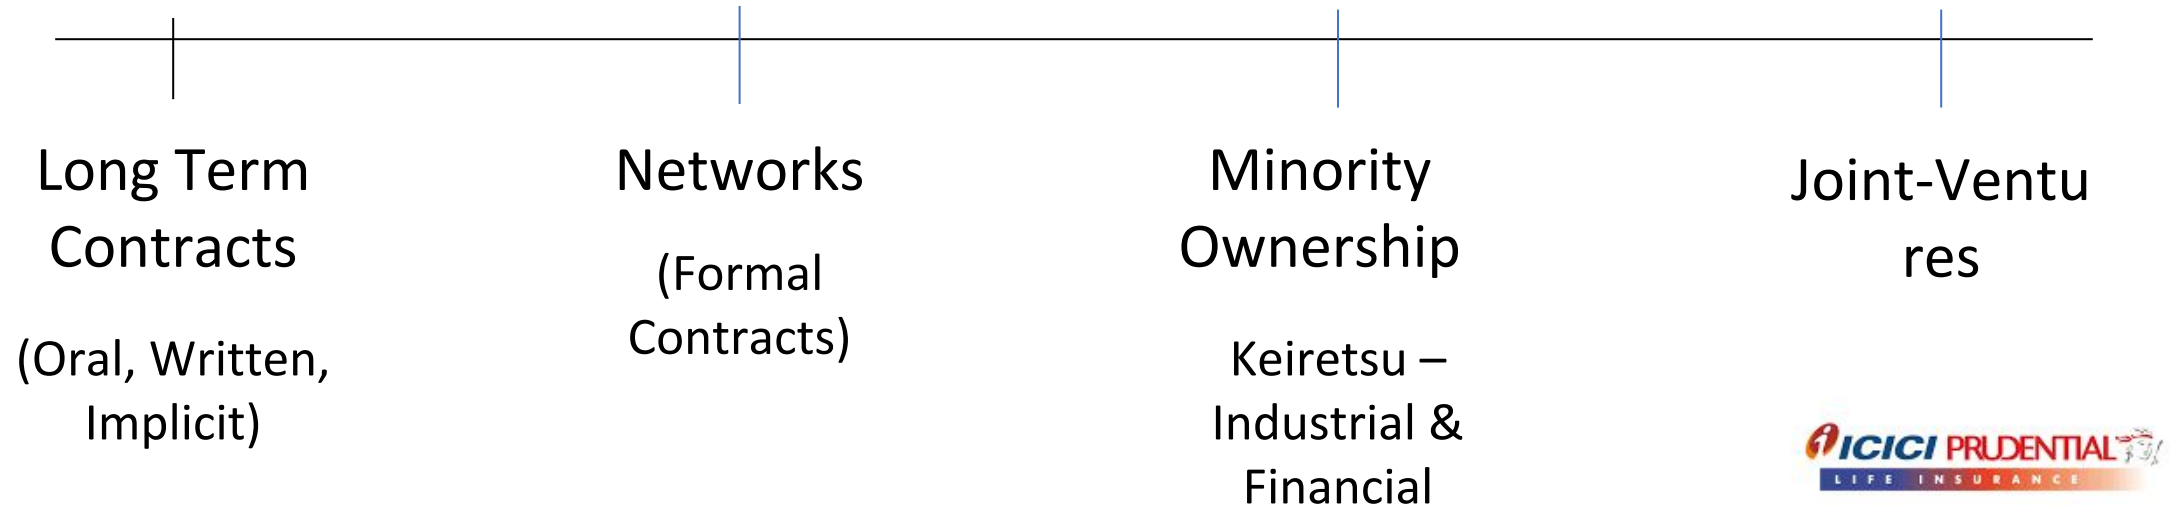 Long Term
Contracts
(Oral, Written,
Implicit)
Networks
(Formal
Contracts)
Minority
Ownership
Keiretsu –
Industrial &
Financial
Joint-Ventu
res
ICICI PRUDENTIAL
LIFE INSURANCE